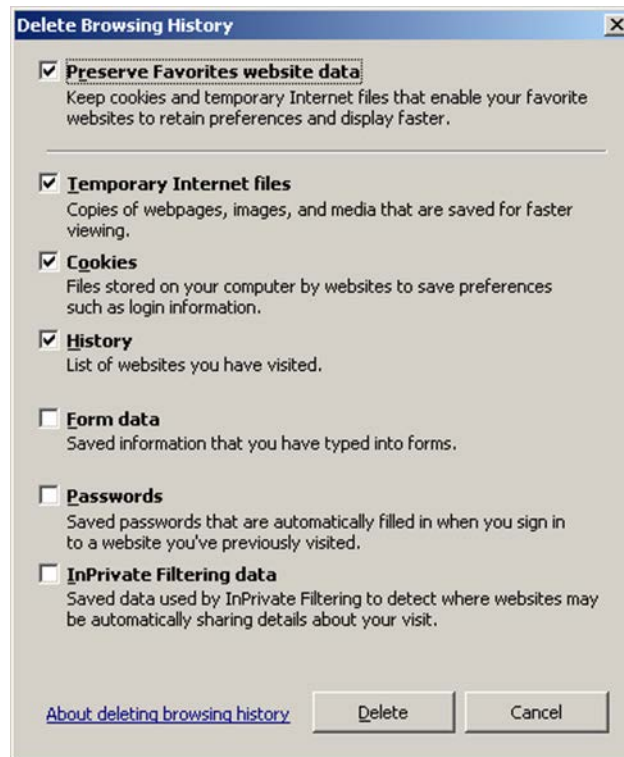 Delete Browsing History
Preserve Favorites website data
Keep cookies and temporary Internet files that enable your favorite
websites to retain preferences and display faster.
Temporary Internet files
Copies of webpages, images, and media that are saved for faster
viewing.
Cookies
Files stored on your computer by websites to save preferences
such as login information.
History
List of websites you have visited.
Form data
Saved information that you have typed into forms.
Passwords
Saved passwords that are automatically filled in when you sign in
to a website you've previously visited.
InPrivate Filtering data
Saved data used by InPrivate Filtering to detect where websites may
be automatically sharing details about your visit.
About deleting browsing history Delete Cancel